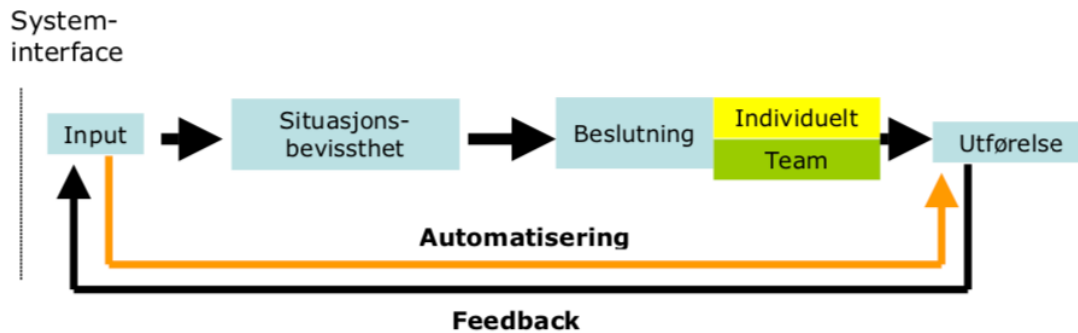 System-
interface
Input
Situasjons-
bevissthet
Beslutning
Individuelt
Team
Utførelse
Automatisering
Feedback